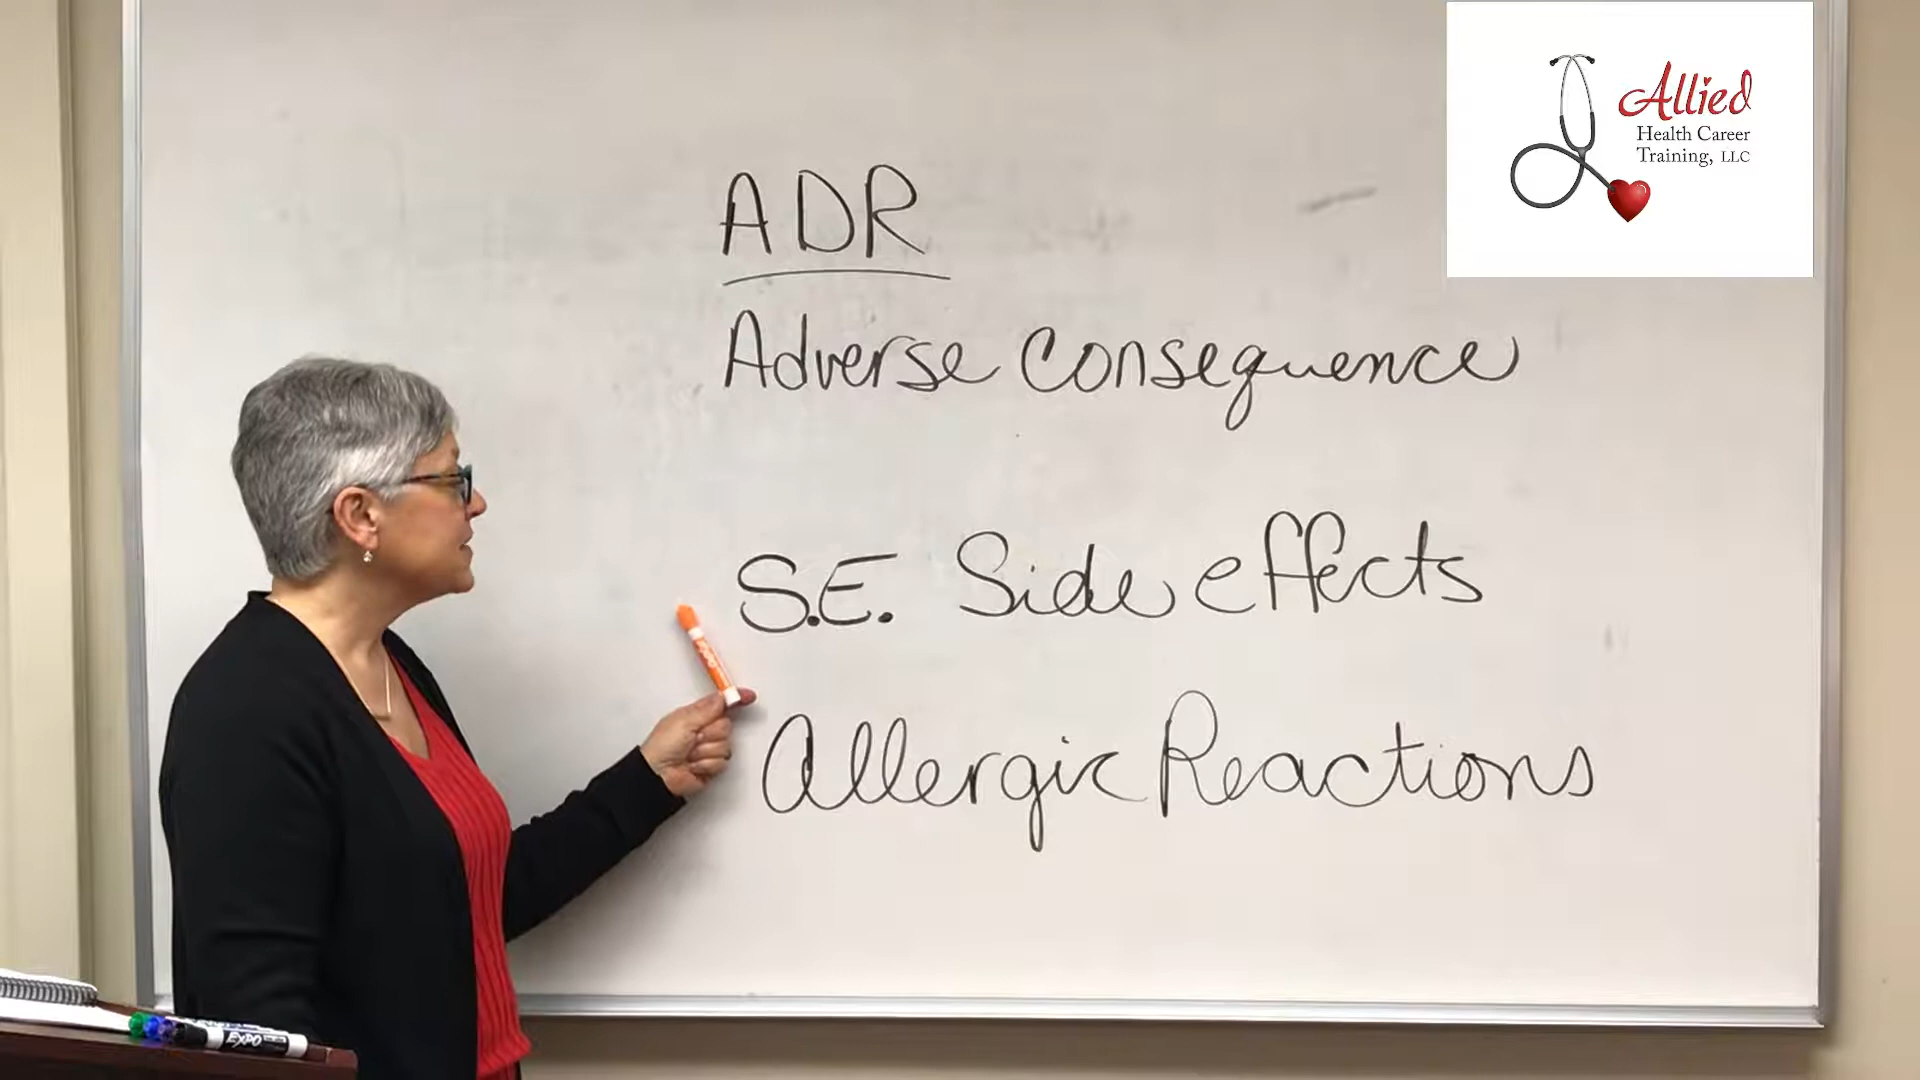 ADR
Adverse Consequence
S.E. Side effects
Allergic Reactions
Allied
Health Career
Training, LLC
EXPO